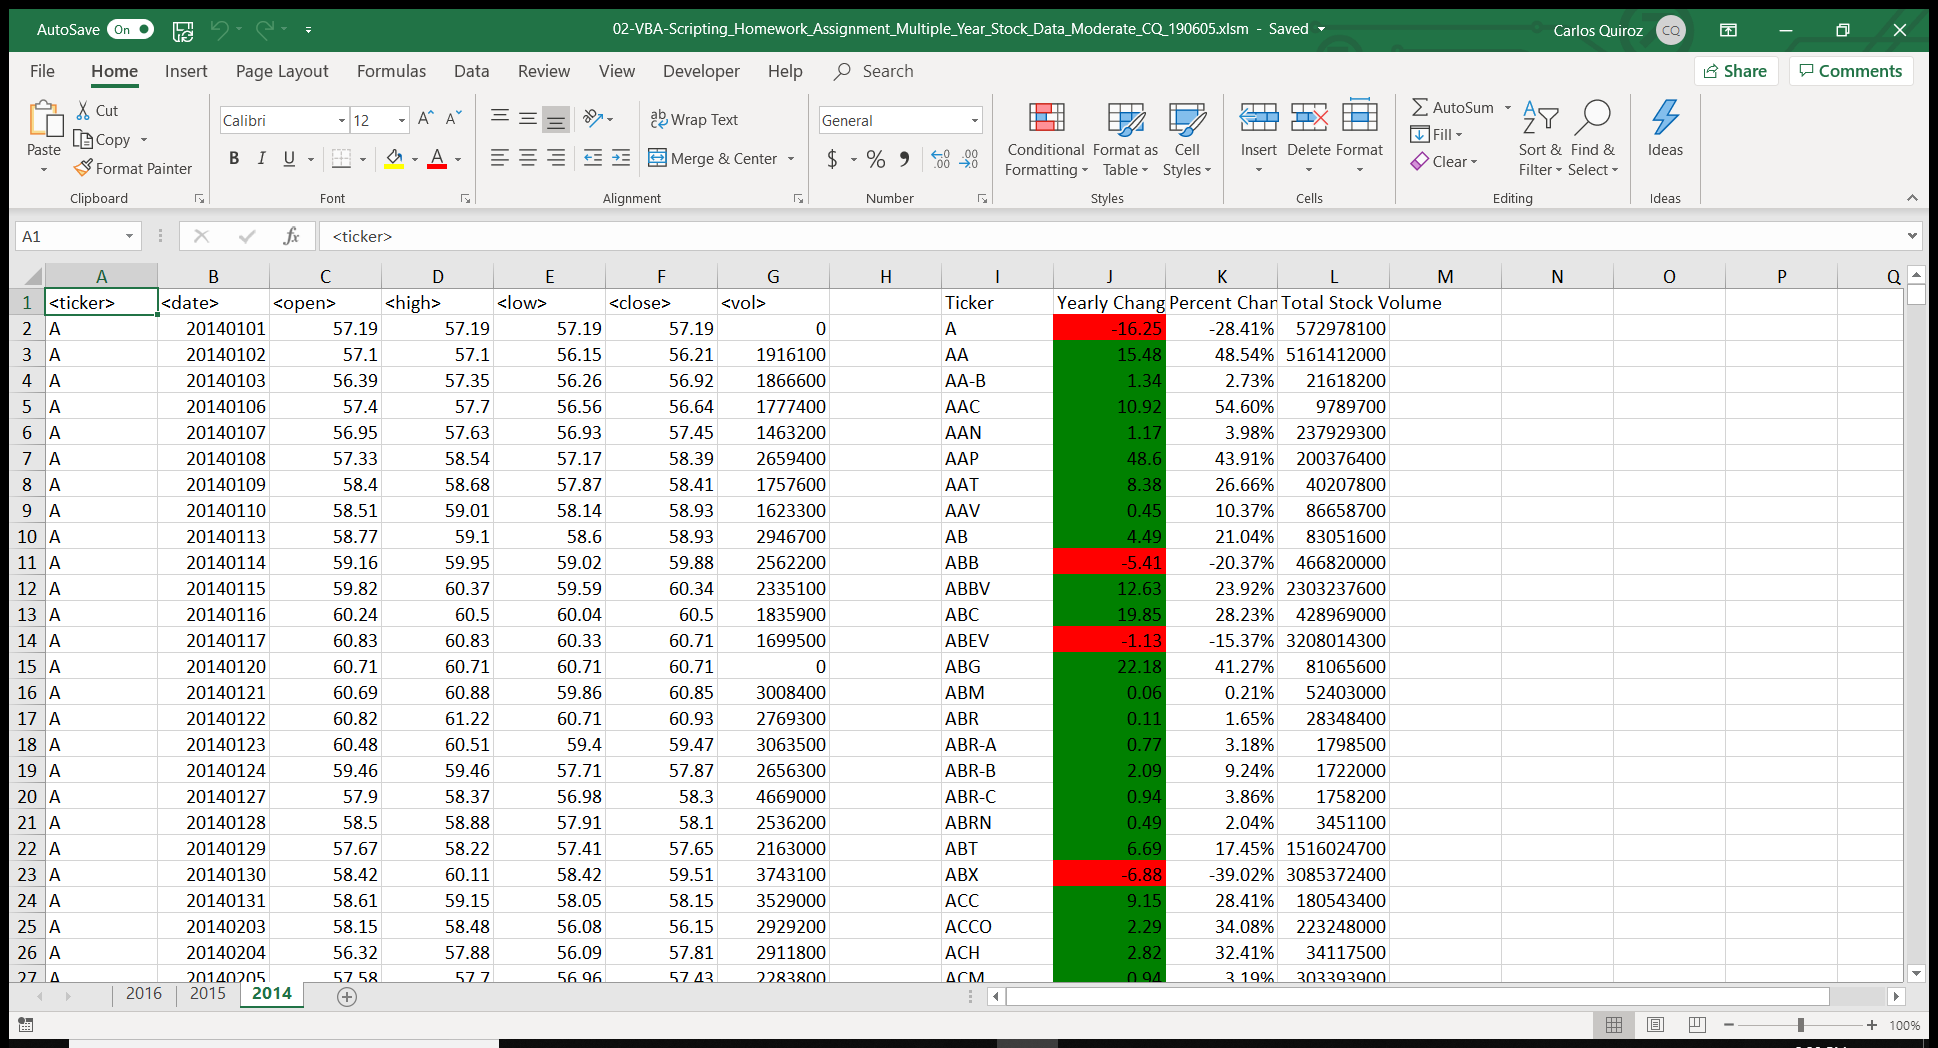 AutoSave On 02-VBA-Scripting_Homework_Assignment_Multiple_Year_Stock_Data_Moderate_CQ_190605.xlsm - Saved Carlos Quiroz CQ
File Home Insert Page Layout Formulas Data Review View Developer Help Search Share Comments
Cut Calibri 12 A A ab Wrap Text General AutoSum
Copy Fill
Paste Conditional Format as Cell Insert Delete Format Sort & Find & Ideas
Format Painter B I U A Merge & Center $ % , .00 .00 Formatting Table Styles Clear Filter Select
Clipboard Font Alignment Number Styles Cells Editing Ideas
A1 fx <ticker>
A B C D E F G H I J K L M N O P Q
1 <ticker> <date> <open> <high> <low> <close> <vol> Ticker Yearly Chang Percent Char Total Stock Volume
2 A 20140101 57.19 57.19 57.19 57.19 0 A -16.25 -28.41% 572978100
3 A 20140102 57.1 57.1 56.15 56.21 1916100 AA 15.48 48.54% 5161412000
4 A 20140103 56.39 57.35 56.26 56.92 1866600 AA-B 1.34 2.73% 21618200
5 A 20140106 57.4 57.7 56.56 56.64 1777400 AAC 10.92 54.60% 9789700
6 A 20140107 56.95 57.63 56.93 57.45 1463200 AAN 1.17 3.98% 237929300
7 A 20140108 57.33 58.54 57.17 58.39 2659400 AAP 48.6 43.91% 200376400
8 A 20140109 58.4 58.68 57.87 58.41 1757600 AAT 8.38 26.66% 40207800
9 A 20140110 58.51 59.01 58.14 58.93 1623300 AAV 0.45 10.37% 86658700
10 A 20140113 58.77 59.1 58.6 58.93 2946700 AB 4.49 21.04% 83051600
11 A 20140114 59.16 59.95 59.02 59.88 2562200 ABB -5.41 -20.37% 466820000
12 A 20140115 59.82 60.37 59.59 60.34 2335100 ABBV 12.63 23.92% 2303237600
13 A 20140116 60.24 60.5 60.04 60.5 1835900 ABC 19.85 28.23% 428969000
14 A 20140117 60.83 60.83 60.33 60.71 1699500 ABEV -1.13 -15.37% 3208014300
15 A 20140120 60.71 60.71 60.71 60.71 0 ABG 22.18 41.27% 81065600
16 A 20140121 60.69 60.88 59.86 60.85 3008400 ABM 0.06 0.21% 52403000
17 A 20140122 60.82 61.22 60.71 60.93 2769300 ABR 0.11 1.65% 28348400
18 A 20140123 60.48 60.51 59.4 59.47 3063500 ABR-A 0.77 3.18% 1798500
19 A 20140124 59.46 59.46 57.71 57.87 2656300 ABR-B 2.09 9.24% 1722000
20 A 20140127 57.9 58.37 56.98 58.3 4669000 ABR-C 0.94 3.86% 1758200
21 A 20140128 58.5 58.88 57.91 58.1 2536200 ABRN 0.49 2.04% 3451100
22 A 20140129 57.67 58.22 57.41 57.65 2163000 ABT 6.69 17.45% 1516024700
23 A 20140130 58.42 60.11 58.42 59.51 3743100 ABX -6.88 -39.02% 3085372400
24 A 20140131 58.61 59.15 58.05 58.15 3529000 ACC 9.15 28.41% 180543400
25 A 20140203 58.15 58.48 56.08 56.15 2929200 ACCO 2.29 34.08% 223248000
26 A 20140204 56.32 57.88 56.09 57.81 2911800 ACH 2.82 32.41% 34117500
27 A 20140205 57.58 57.7 56.96 57.43 2283800 ACM 0.94 3.19% 303393900
2016 2015 2014
100%